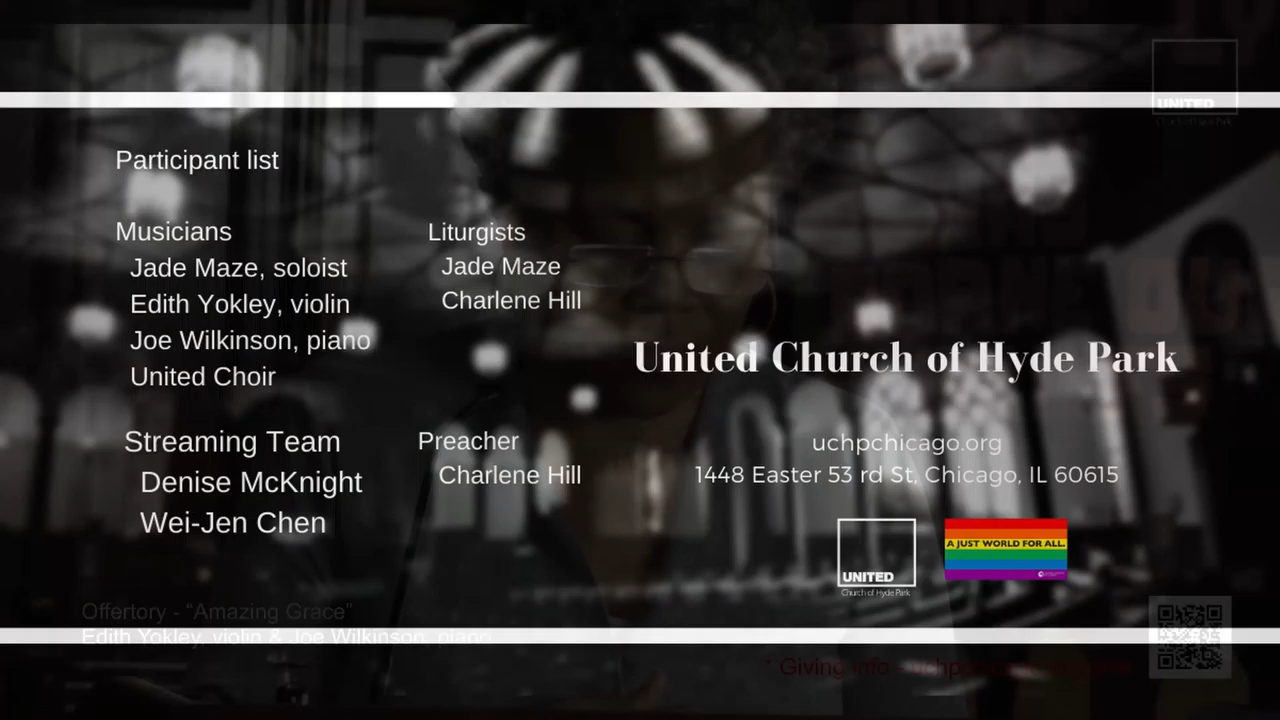 UNITED
Participant list
Musicians
Jade Maze, soloist
Edith Yokley, violin
Joe Wilkinson, piano
United Choir
Liturgists
Jade Maze
Charlene Hill
Streaming Team
Denise McKnight
Wei-Jen Chen
Preacher
Charlene Hill
United Church of Hyde Park
uchpchicago.org
1448 Easter 53 rd St, Chicago, IL 60615
UNITED
Church of Hyde Park
A JUST WORLD FOR ALL.
Offertory - “Amazing Grace”
Edith Yokley, violin & Joe Wilkinson, piano
* Giving info -